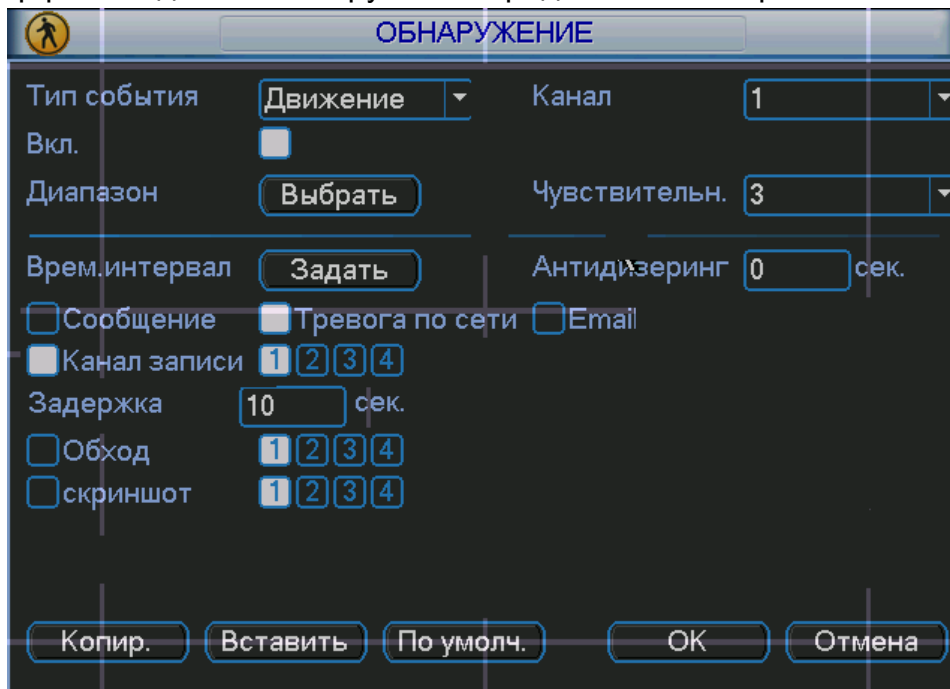 ОБНАРУЖЕНИЕ
Тип события Движение Канал 1
Вкл.
Диапазон Выбрать Чувствительн. 3
Врем.интервал Задать Антидизеринг 0 сек.
Сообщение Тревога по сети Email
Канал записи 1 2 3 4
Задержка 10 сек.
Обход 1 2 3 4
скриншот 1 2 3 4
Копир. Вставить По умолч. OK Отмена